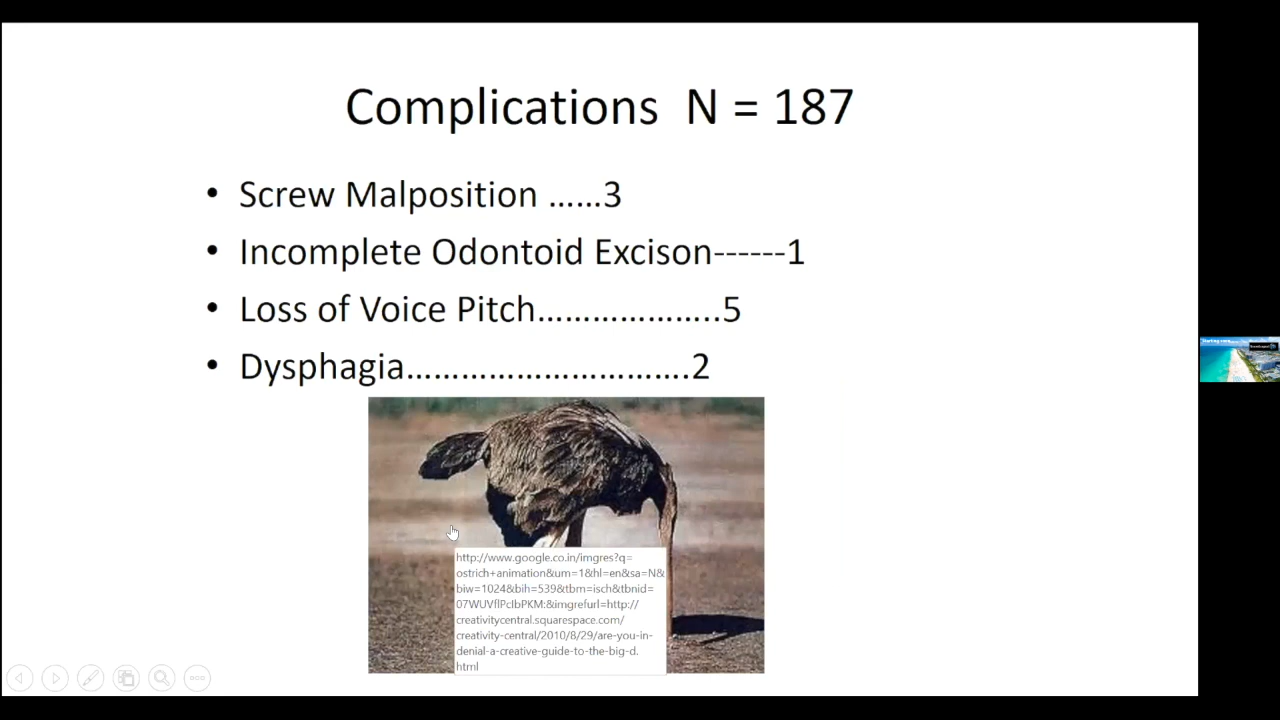 Complications N = 187
• Screw Malposition ......3
• Incomplete Odontoid Excison------1
• Loss of Voice Pitch....................5
• Dysphagia...............................2
http://www.google.co.in/imgres?q=
ostrich+animation&um=1&hl=en&sa=N&
biw=1024&bih=539&tbm=isch&tbnid=
07WUVflPcIbPKM:&imgrefurl=http://
creativitycentral.squarespace.com/
creativity-central/2010/8/29/are-you-in-
denial-a-creative-guide-to-the-big-d.
html